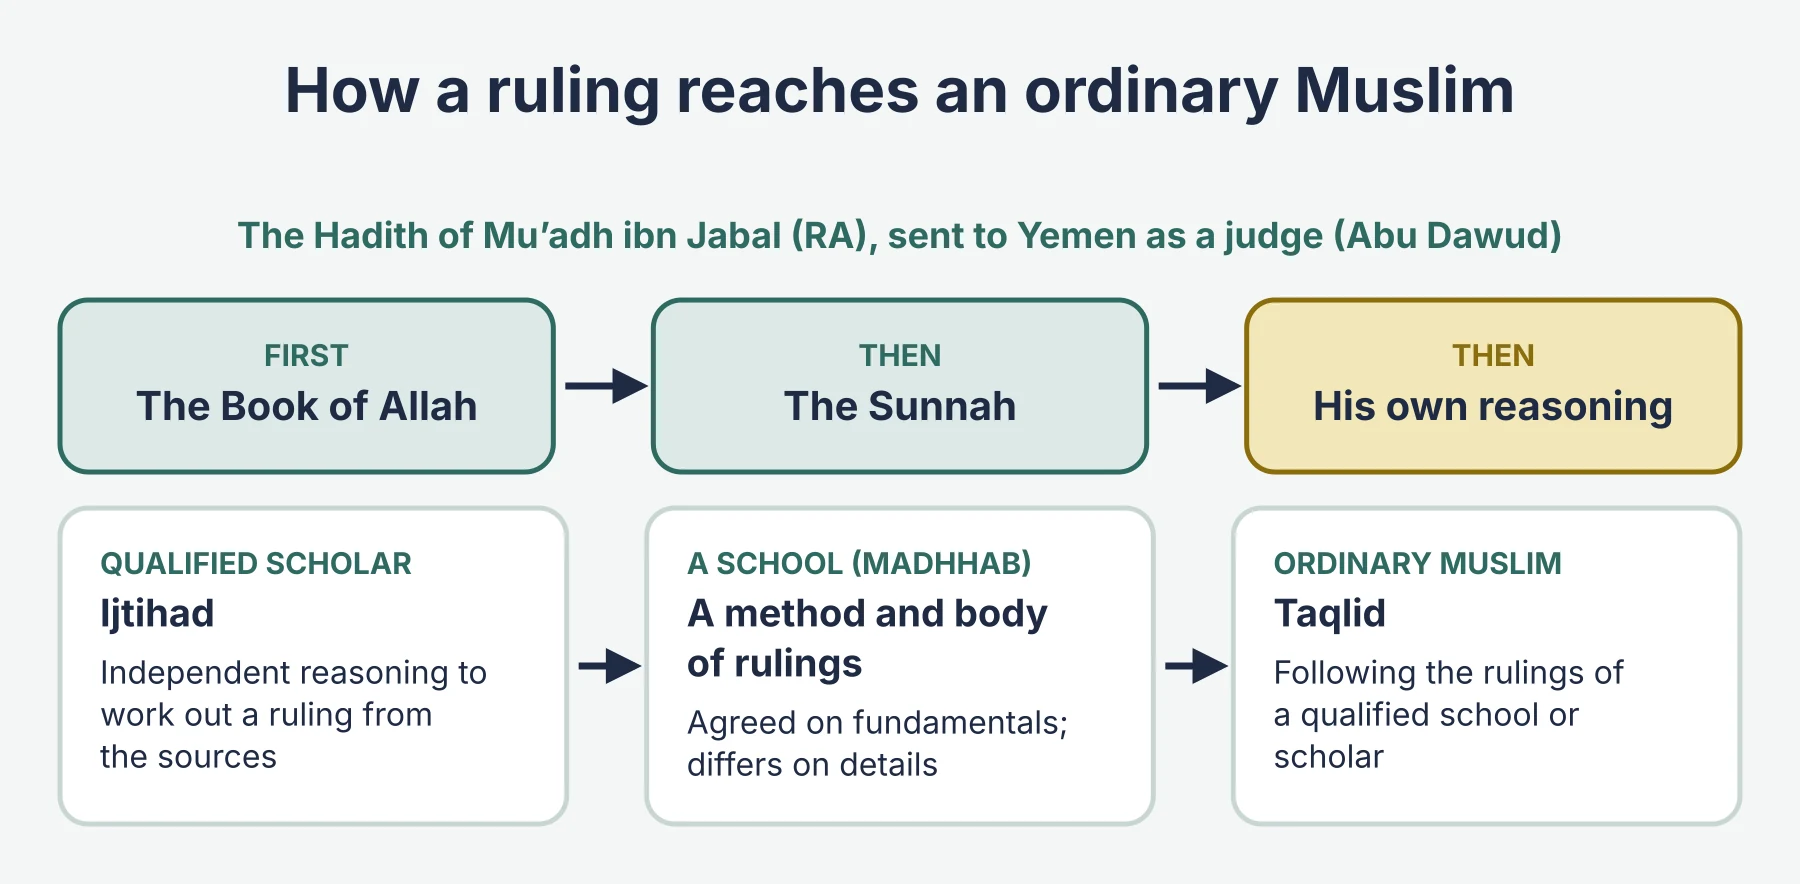 How a ruling reaches an ordinary Muslim
The Hadith of Mu’adh ibn Jabal (RA), sent to Yemen as a judge (Abu Dawud)
FIRST
The Book of Allah
THEN
The Sunnah
THEN
His own reasoning
QUALIFIED SCHOLAR
Ijtihad
Independent reasoning to
work out a ruling from
the sources
A SCHOOL (MADHHAB)
A method and body
of rulings
Agreed on fundamentals;
differs on details
ORDINARY MUSLIM
Taqlid
Following the rulings of
a qualified school or
scholar